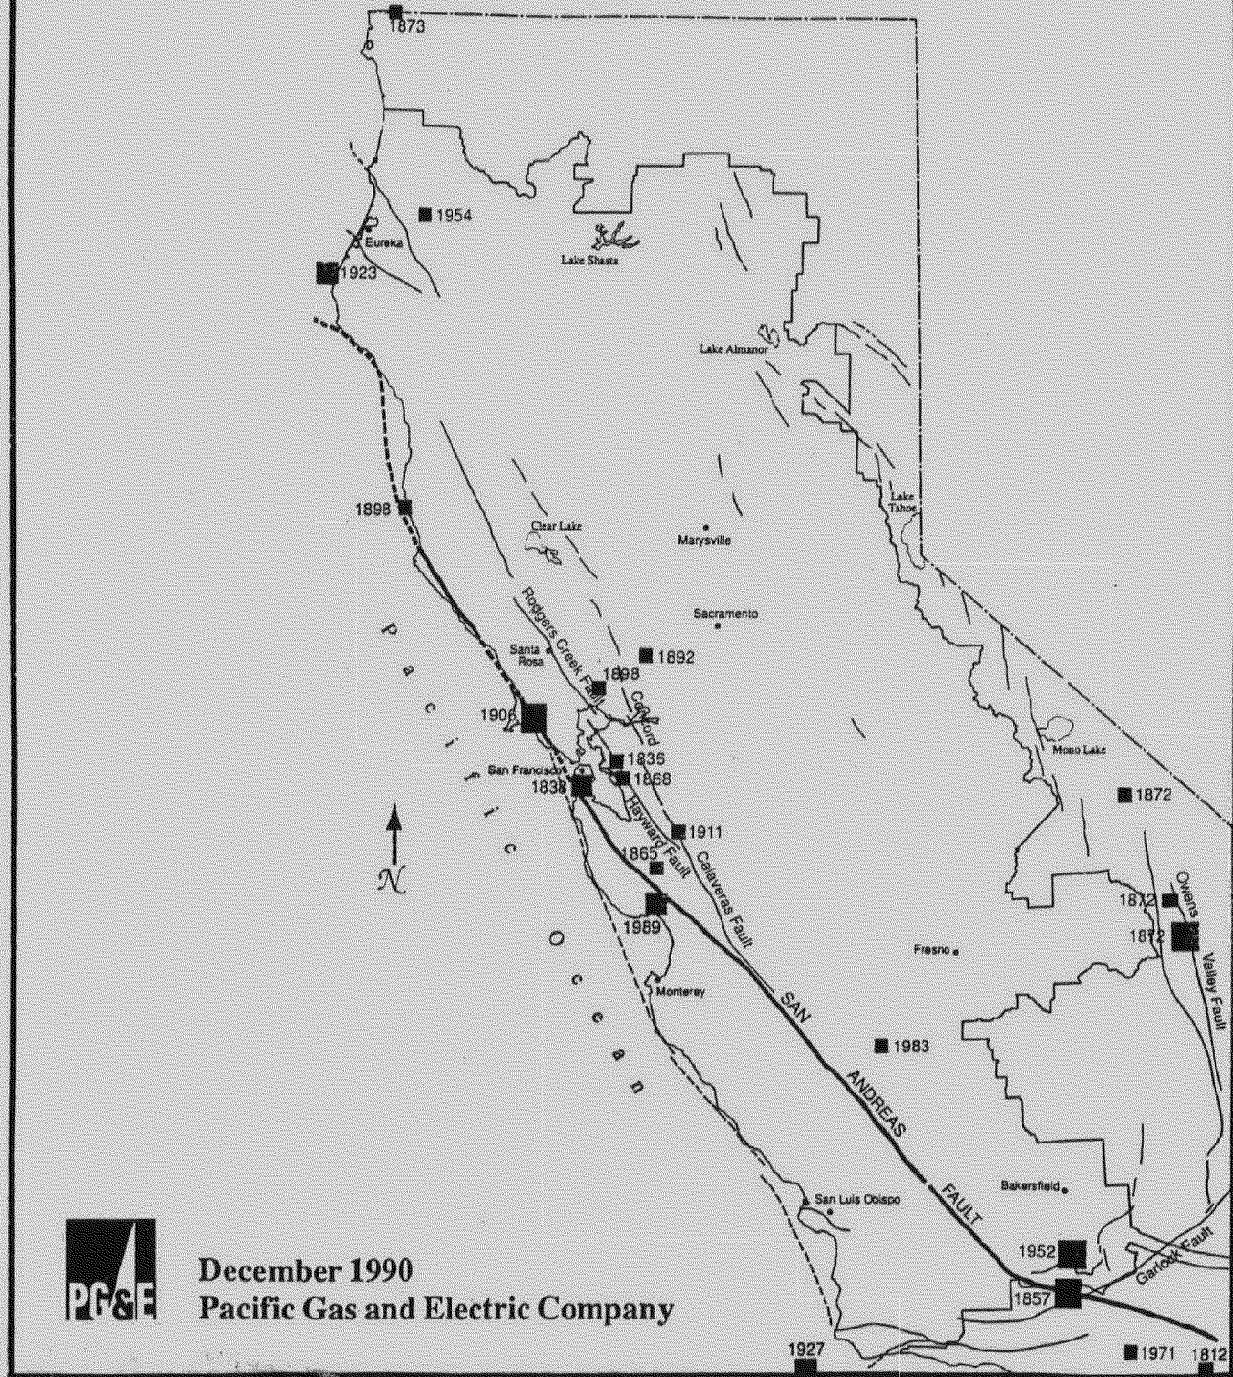 1873
1954
Eureka
1923
Lake Shasta
Lake Almanor
1898
Clear Lake
Lake
Tahoe
Marysville
Sacramento
Rodgers Creek Fault
Santa
Rosa
1892
1898
1906
Concord
Mono Lake
1836
San Francisco
1868
1838
1872
Pacific Ocean
Hayward Fault
1911
1865
Calaveras Fault
N
1872
Owens Valley Fault
1989
1872
Fresno
Monterey
SAN ANDREAS FAULT
1983
Bakersfield
San Luis Obispo
1952
Garlock Fault
1857
PG&E
December 1990
Pacific Gas and Electric Company
1927
1971
1812